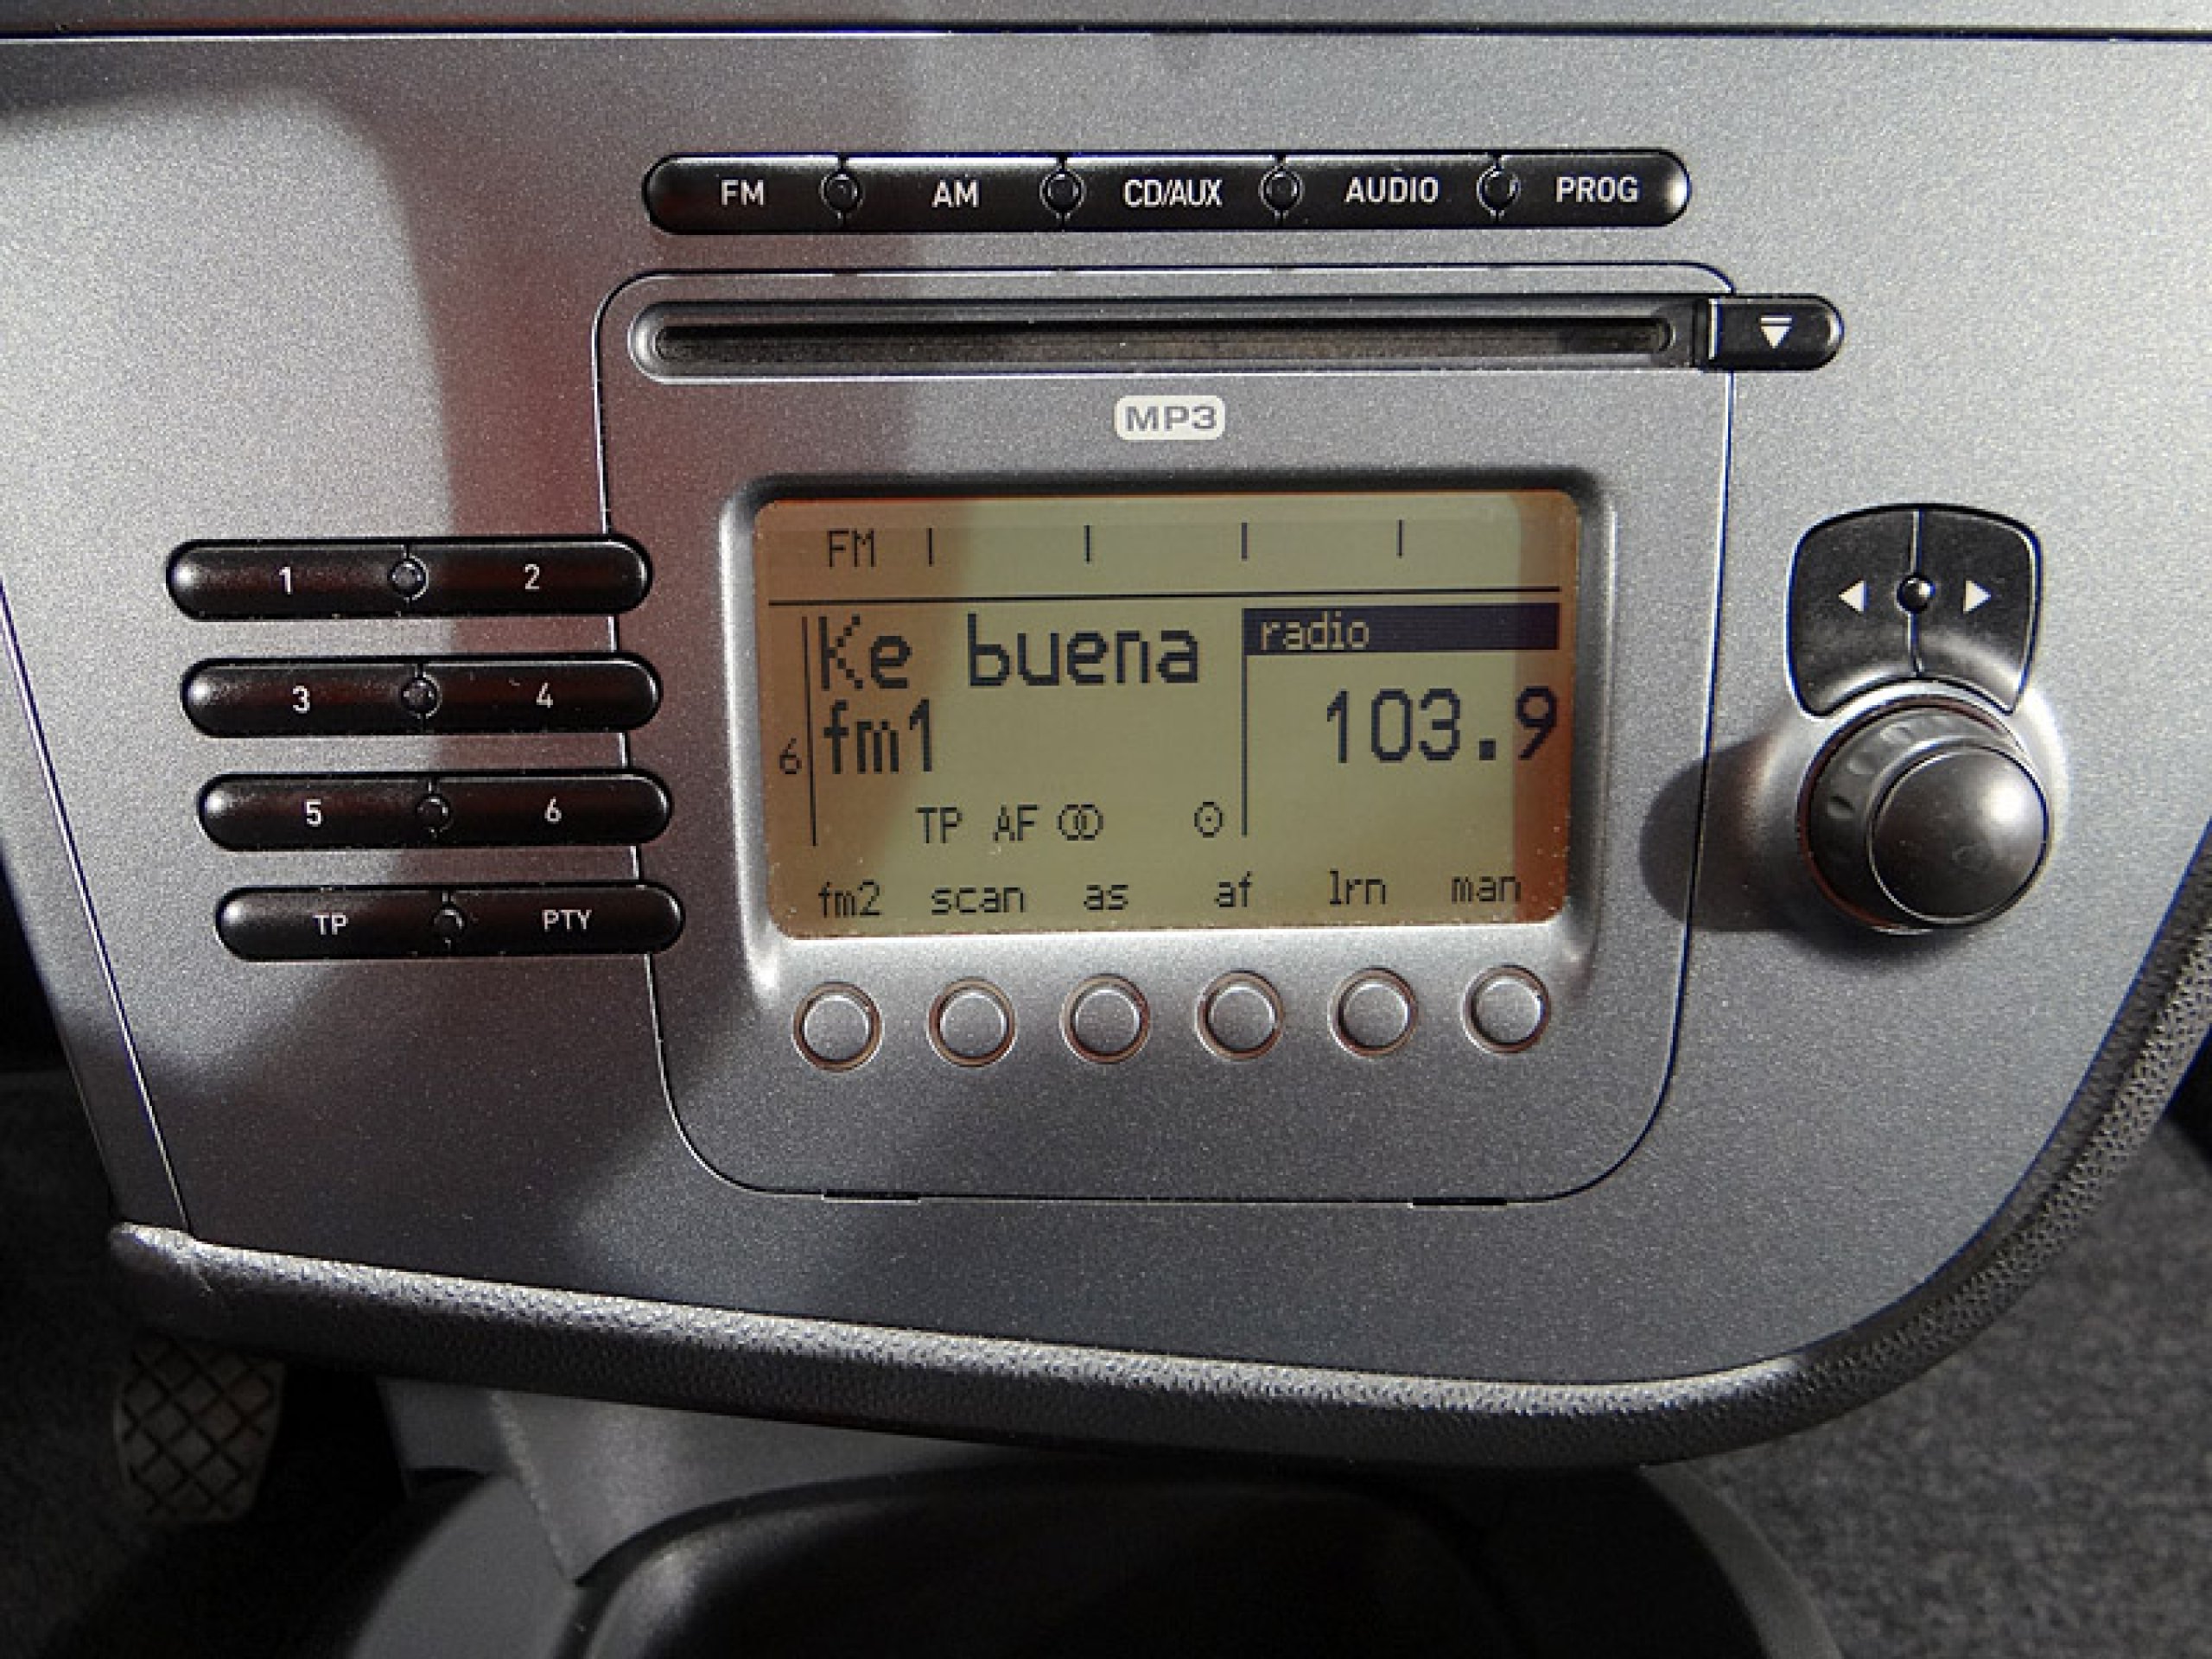 FM AM CD/AUX AUDIO PROG
MP3
FM
Ke buena
radio
fm1
103.9
6
TP AF
fm2 scan as af lrn man
1 2
3 4
5 6
TP PTY